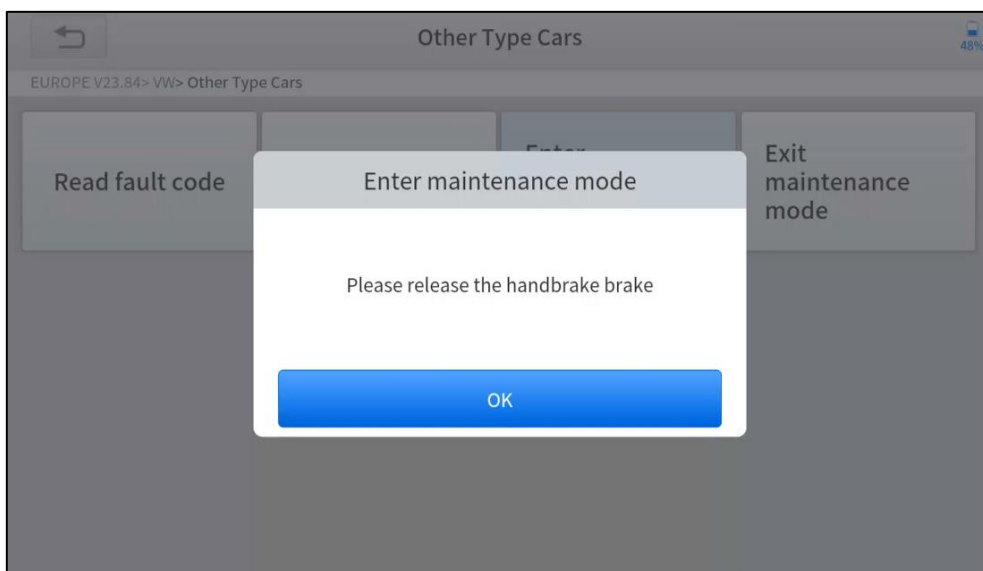 Other Type Cars
48%
EUROPE V23.84> VW> Other Type Cars
Read fault code
Exit
maintenance
mode
Enter maintenance mode
Please release the handbrake brake
OK